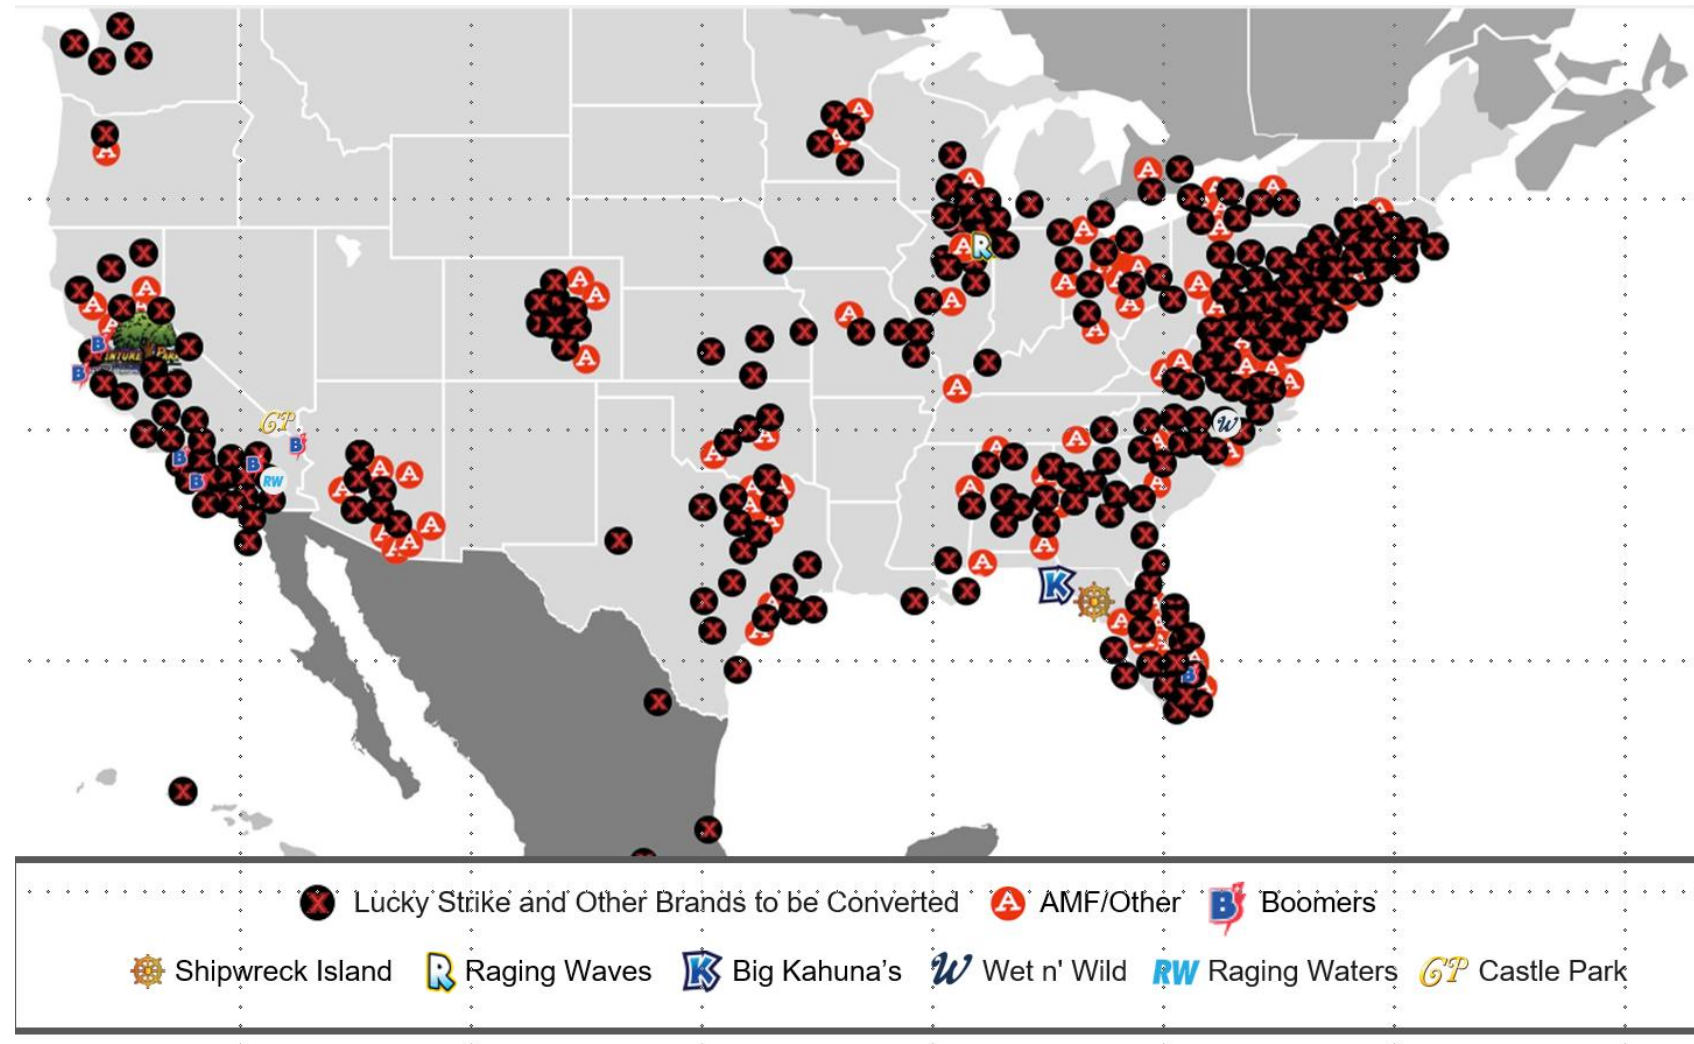 Lucky Strike and Other Brands to be Converted AMF/Other Boomers
Shipwreck Island Raging Waves Big Kahuna's Wet n' Wild Raging Waters Castle Park